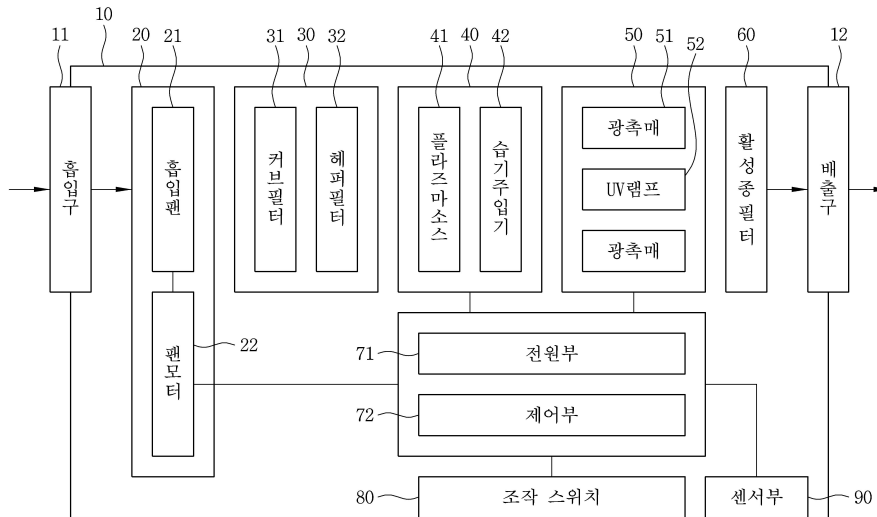 11 10 20 21 31 30 32 41 40 42 50 51 52 60 12
흡입구
흡입팬
커브필터
헤퍼필터
플라즈마소스
습기주입기
광촉매
UV램프
광촉매
활성종필터
배출구
팬모터
22
71
전원부
72
제어부
80
조작 스위치
센서부
90